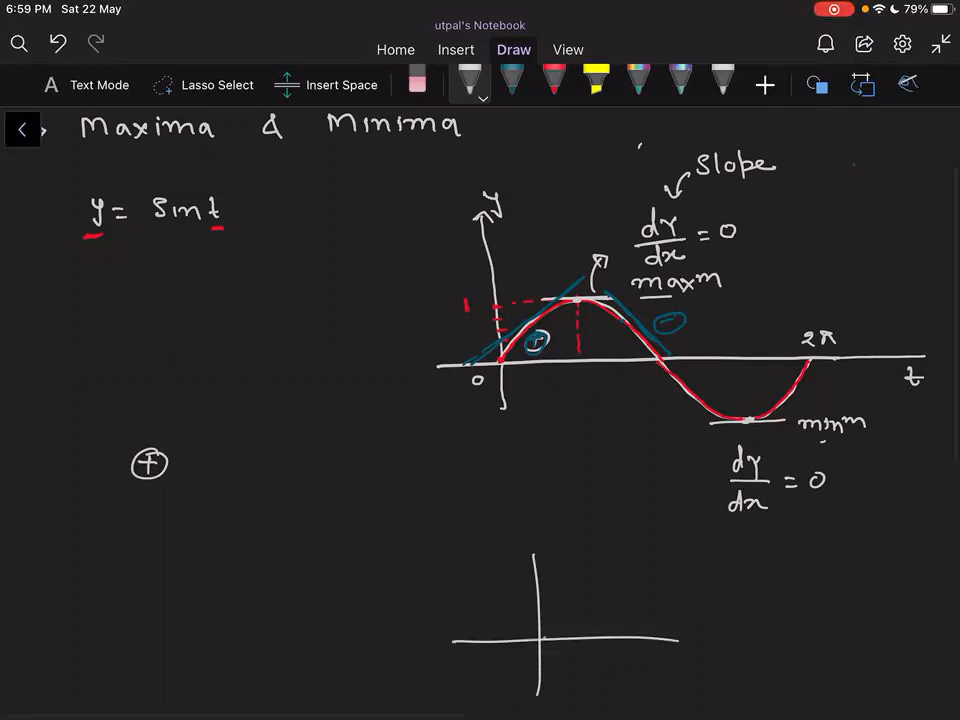 6:59 PM Sat 22 May
79%
utpal's Notebook
Home Insert Draw View
A Text Mode Lasso Select Insert Space
Maxima & Minima
y = sin t
Slope
dy/dx = 0
maxm
y
1
+
-
0
2π
t
minm
dy/dx = 0
+